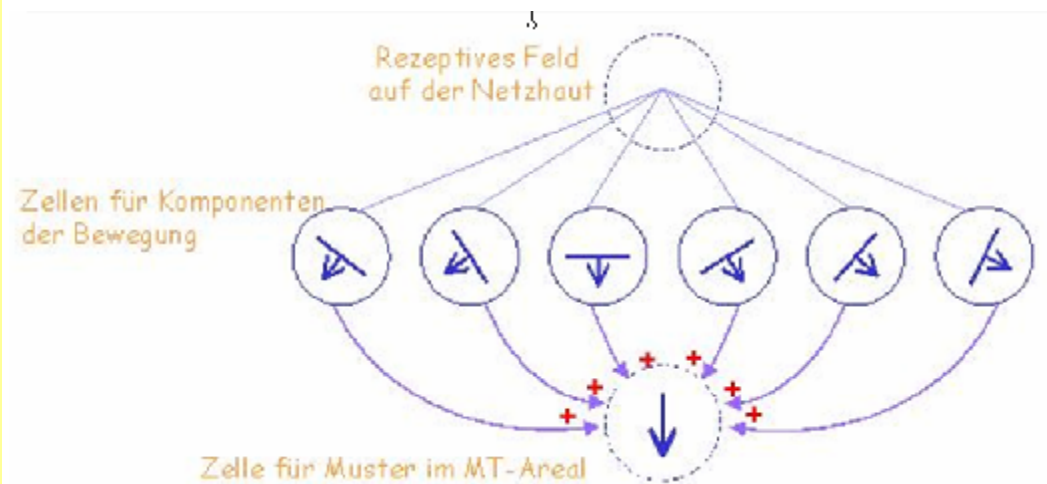 Rezeptives Feld
auf der Netzhaut
Zellen für Komponenten
der Bewegung
+
+
+
+
+
+
Zelle für Muster im MT-Areal